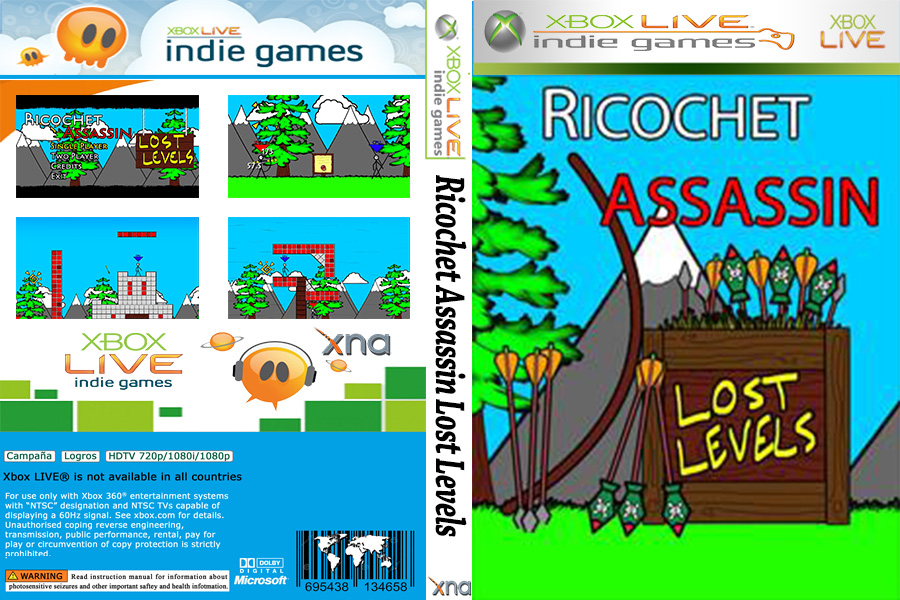 XBOX LIVE
indie games
RICOCHET
ASSASSIN
SINGLE PLAYER
TWO PLAYER
CREDITS
EXIT
LOST
LEVELS
XBOX
LIVE
indie games
xna
Campaña
Logros
HDTV 720p/1080i/1080p
Xbox LIVE® is not available in all countries
For use only with Xbox 360® entertainment systems
with “NTSC” designation and NTSC TVs capable of
displaying a 60Hz signal. See xbox.com for details.
Unauthorised coping reverse engineering,
transmission, public performance, rental, pay for
play or circumvention of copy protection is strictly
prohibited.
WARNING Read instruction manual for information about
photosensitive seizures and other important saftey and health infotmation.
DOLBY
DIGITAL
Microsoft
695438 134658
XBOX LIVE
indie games
Ricochet Assassin Lost Levels
xna
XBOX LIVE
indie games
XBOX
LIVE
RICOCHET
ASSASSIN
LOST
LEVELS